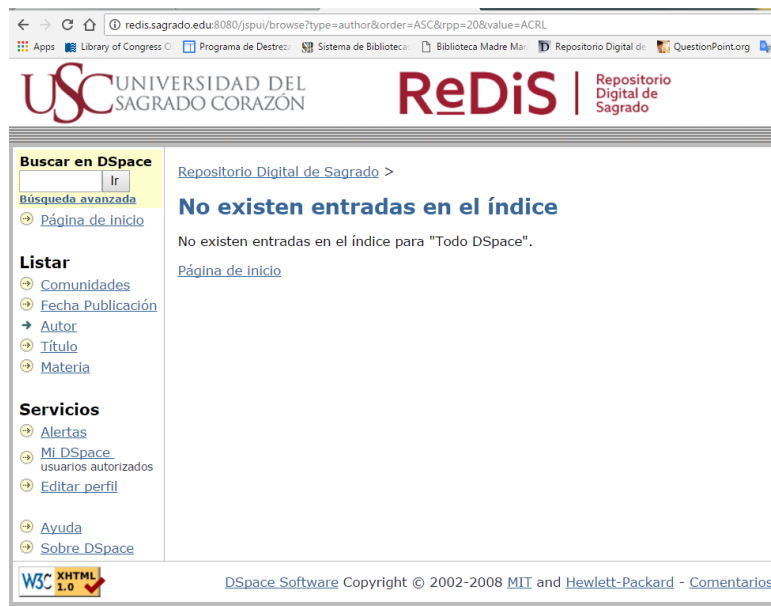 redis.sagrado.edu:8080/jspui/browse?type=author&order=ASC&rpp=20&value=ACRL
Apps Library of Congress Programa de Destrez Sistema de Biblioteca Biblioteca Madre Mar Repositorio Digital de QuestionPoint.org
USC UNIVERSIDAD DEL
SAGRADO CORAZÓN
ReDiS
Repositorio
Digital de
Sagrado
Buscar en DSpace
Ir
Búsqueda avanzada
Página de inicio
Listar
Comunidades
Fecha Publicación
Autor
Título
Materia
Servicios
Alertas
Mi DSpace
usuarios autorizados
Editar perfil
Ayuda
Sobre DSpace
Repositorio Digital de Sagrado >
No existen entradas en el índice
No existen entradas en el índice para "Todo DSpace".
Página de inicio
W3C XHTML
1.0
DSpace Software Copyright © 2002-2008 MIT and Hewlett-Packard - Comentarios